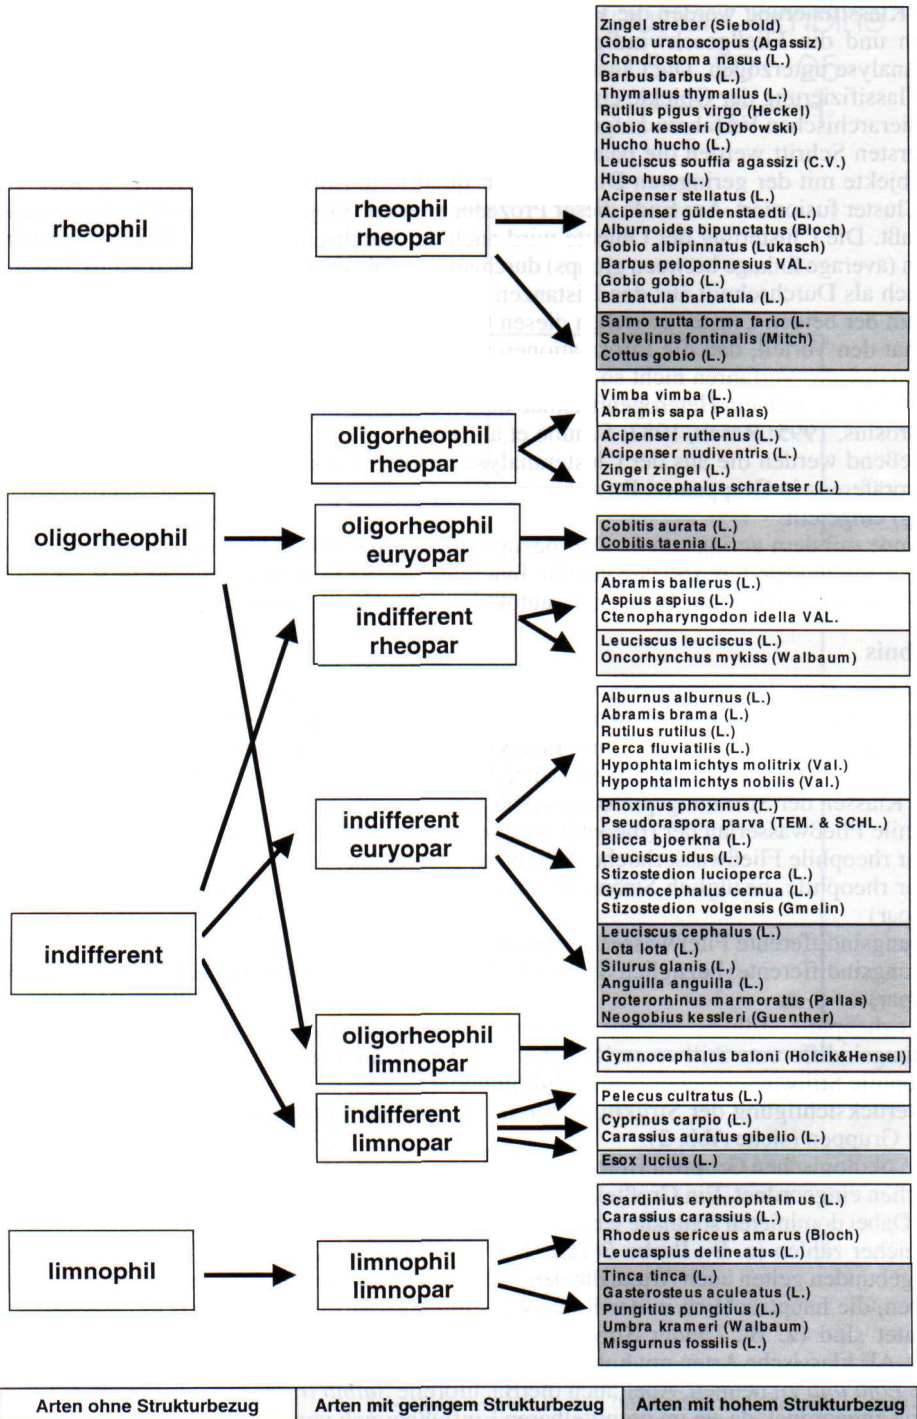 Zingel streber (Siebold)
Gobio uranoscopus (Agassiz)
Chondrostoma nasus (L.)
Barbus barbus (L.)
Thymallus thymallus (L.)
Rutilus pigus virgo (Heckel)
Gobio kessleri (Dybowski)
Hucho hucho (L.)
Leuciscus souffia agassizi (C.V.)
Huso huso (L.)
Acipenser stellatus (L.)
Acipenser güldenstaedti (L.)
Alburnoides bipunctatus (Bloch)
Gobio albipinnatus (Lukasch)
Barbus peloponnesius VAL.
Gobio gobio (L.)
Barbatula barbatula (L.)
Salmo trutta forma fario (L.
Salvelinus fontinalis (Mitch)
Cottus gobio (L.)
rheophil
rheophil
rheopar
Vimba vimba (L.)
Abramis sapa (Pallas)
Acipenser ruthenus (L.)
Acipenser nudiventris (L.)
Zingel zingel (L.)
Gymnocephalus schraetser (L.)
oligorheophil
rheopar
oligorheophil
oligorheophil
euryopar
Cobitis aurata (L.)
Cobitis taenia (L.)
indifferent
rheopar
Abramis ballerus (L.)
Aspius aspius (L.)
Ctenopharyngodon idella VAL.
Leuciscus leuciscus (L.)
Oncorhynchus mykiss (Walbaum)
Alburnus alburnus (L.)
Abramis brama (L.)
Rutilus rutilus (L.)
Perca fluviatilis (L.)
Hypophtalmichtys molitrix (Val.)
Hypophtalmichtys nobilis (Val.)
Phoxinus phoxinus (L.)
Pseudoraspora parva (TEM. & SCHL.)
Blicca bjoerkna (L.)
Leuciscus idus (L.)
Stizostedion lucioperca (L.)
Gymnocephalus cernua (L.)
Stizostedion volgensis (Gmelin)
Leuciscus cephalus (L.)
Lota lota (L.)
Silurus glanis (L.)
Anguilla anguilla (L.)
Proterorhinus marmoratus (Pallas)
Neogobius kessleri (Guenther)
indifferent
euryopar
indifferent
oligorheophil
limnopar
Gymnocephalus baloni (Holcik&Hensel)
indifferent
limnopar
Pelecus cultratus (L.)
Cyprinus carpio (L.)
Carassius auratus gibelio (L.)
Esox lucius (L.)
limnophil
limnophil
limnopar
Scardinius erythrophtalmus (L.)
Carassius carassius (L.)
Rhodeus sericeus amarus (Bloch)
Leucaspius delineatus (L.)
Tinca tinca (L.)
Gasterosteus aculeatus (L.)
Pungitius pungitius (L.)
Umbra krameri (Walbaum)
Misgurnus fossilis (L.)
Arten ohne Strukturbezug
Arten mit geringem Strukturbezug
Arten mit hohem Strukturbezug